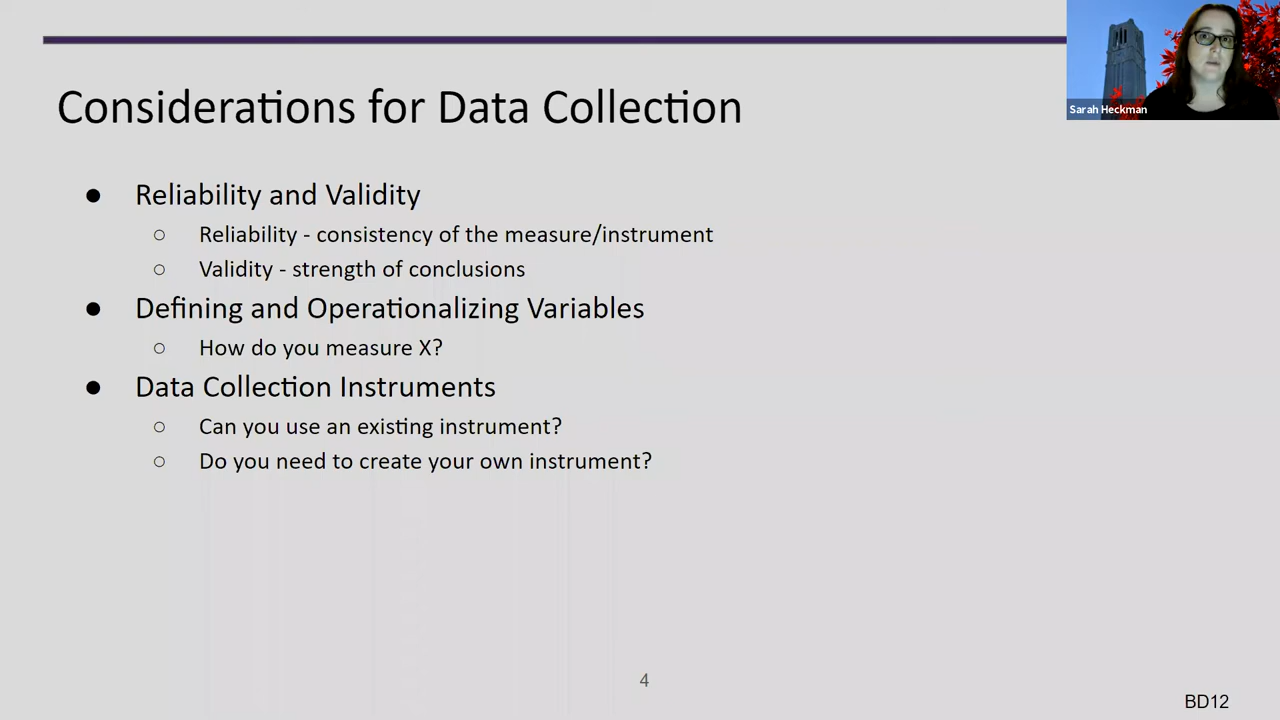 Sarah Heckman
Considerations for Data Collection
● Reliability and Validity
○ Reliability - consistency of the measure/instrument
○ Validity - strength of conclusions
● Defining and Operationalizing Variables
○ How do you measure X?
● Data Collection Instruments
○ Can you use an existing instrument?
○ Do you need to create your own instrument?
4
BD12